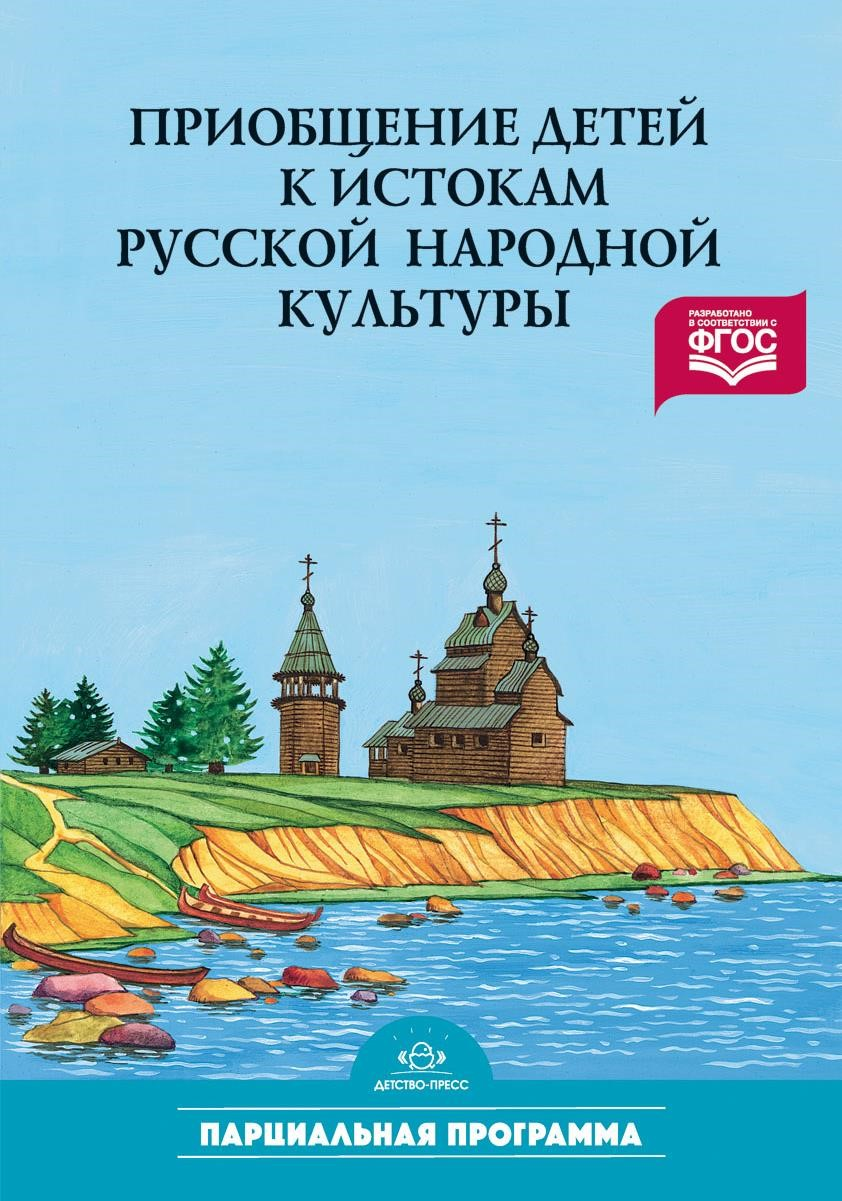 ПРИОБЩЕНИЕ ДЕТЕЙ
К ИСТОКАМ
РУССКОЙ НАРОДНОЙ
КУЛЬТУРЫ
РАЗРАБОТАНО
В СООТВЕТСТВИИ С
ФГОС
ДЕТСТВО-ПРЕСС
ПАРЦИАЛЬНАЯ ПРОГРАММА